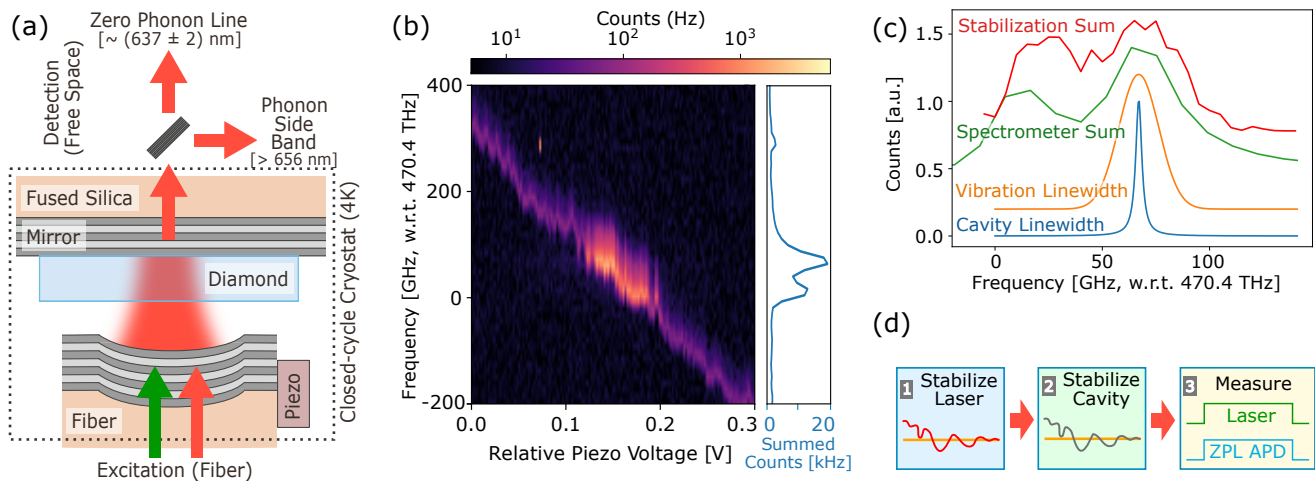 (a)
Zero Phonon Line
[~ (637 ± 2) nm]
Detection
(Free Space)
Phonon
Side
Band
[> 656 nm]
Fused Silica
Mirror
Diamond
Fiber
Piezo
Closed-cycle Cryostat (4K)
Excitation (Fiber)
(b)
Counts (Hz)
10¹
10²
10³
400
200
0
-200
Frequency [GHz, w.r.t. 470.4 THz]
0.0
0.1
0.2
0.3
Relative Piezo Voltage [V]
0
20
Summed
Counts [kHz]
(c)
Stabilization Sum
Spectrometer Sum
Vibration Linewidth
Cavity Linewidth
1.5
1.0
0.5
0.0
Counts [a.u.]
0
50
100
Frequency [GHz, w.r.t. 470.4 THz]
(d)
1
Stabilize
Laser
2
Stabilize
Cavity
3
Measure
Laser
ZPL APD